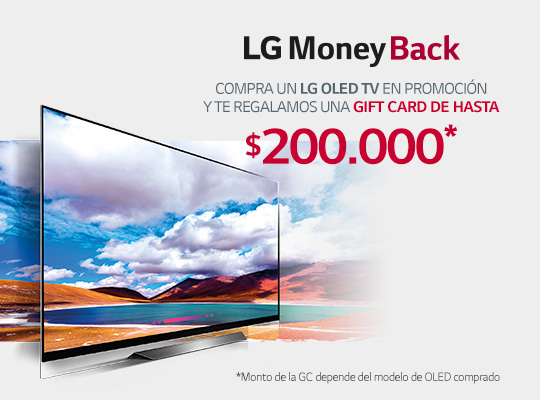 LG Money Back
COMPRA UN LG OLED TV EN PROMOCIÓN
Y TE REGALAMOS UNA GIFT CARD DE HASTA
$200.000*
*Monto de la GC depende del modelo de OLED comprado